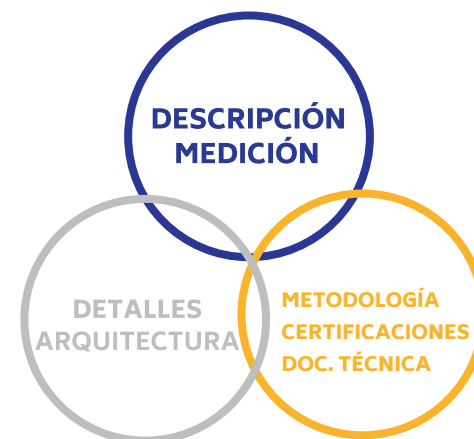 DESCRIPCIÓN
MEDICIÓN
DETALLES
ARQUITECTURA
METODOLOGÍA
CERTIFICACIONES
DOC. TÉCNICA